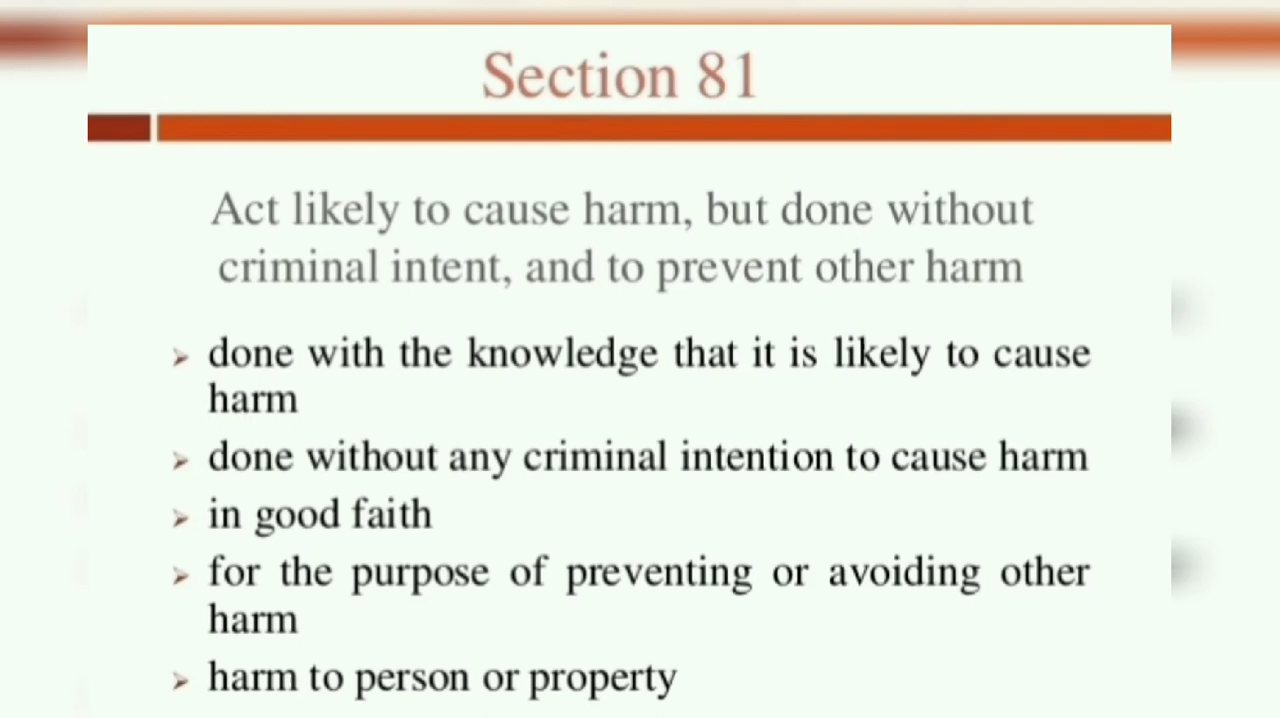 Section 81
Act likely to cause harm, but done without
criminal intent, and to prevent other harm
➢ done with the knowledge that it is likely to cause
harm
➢ done without any criminal intention to cause harm
➢ in good faith
➢ for the purpose of preventing or avoiding other
harm
➢ harm to person or property